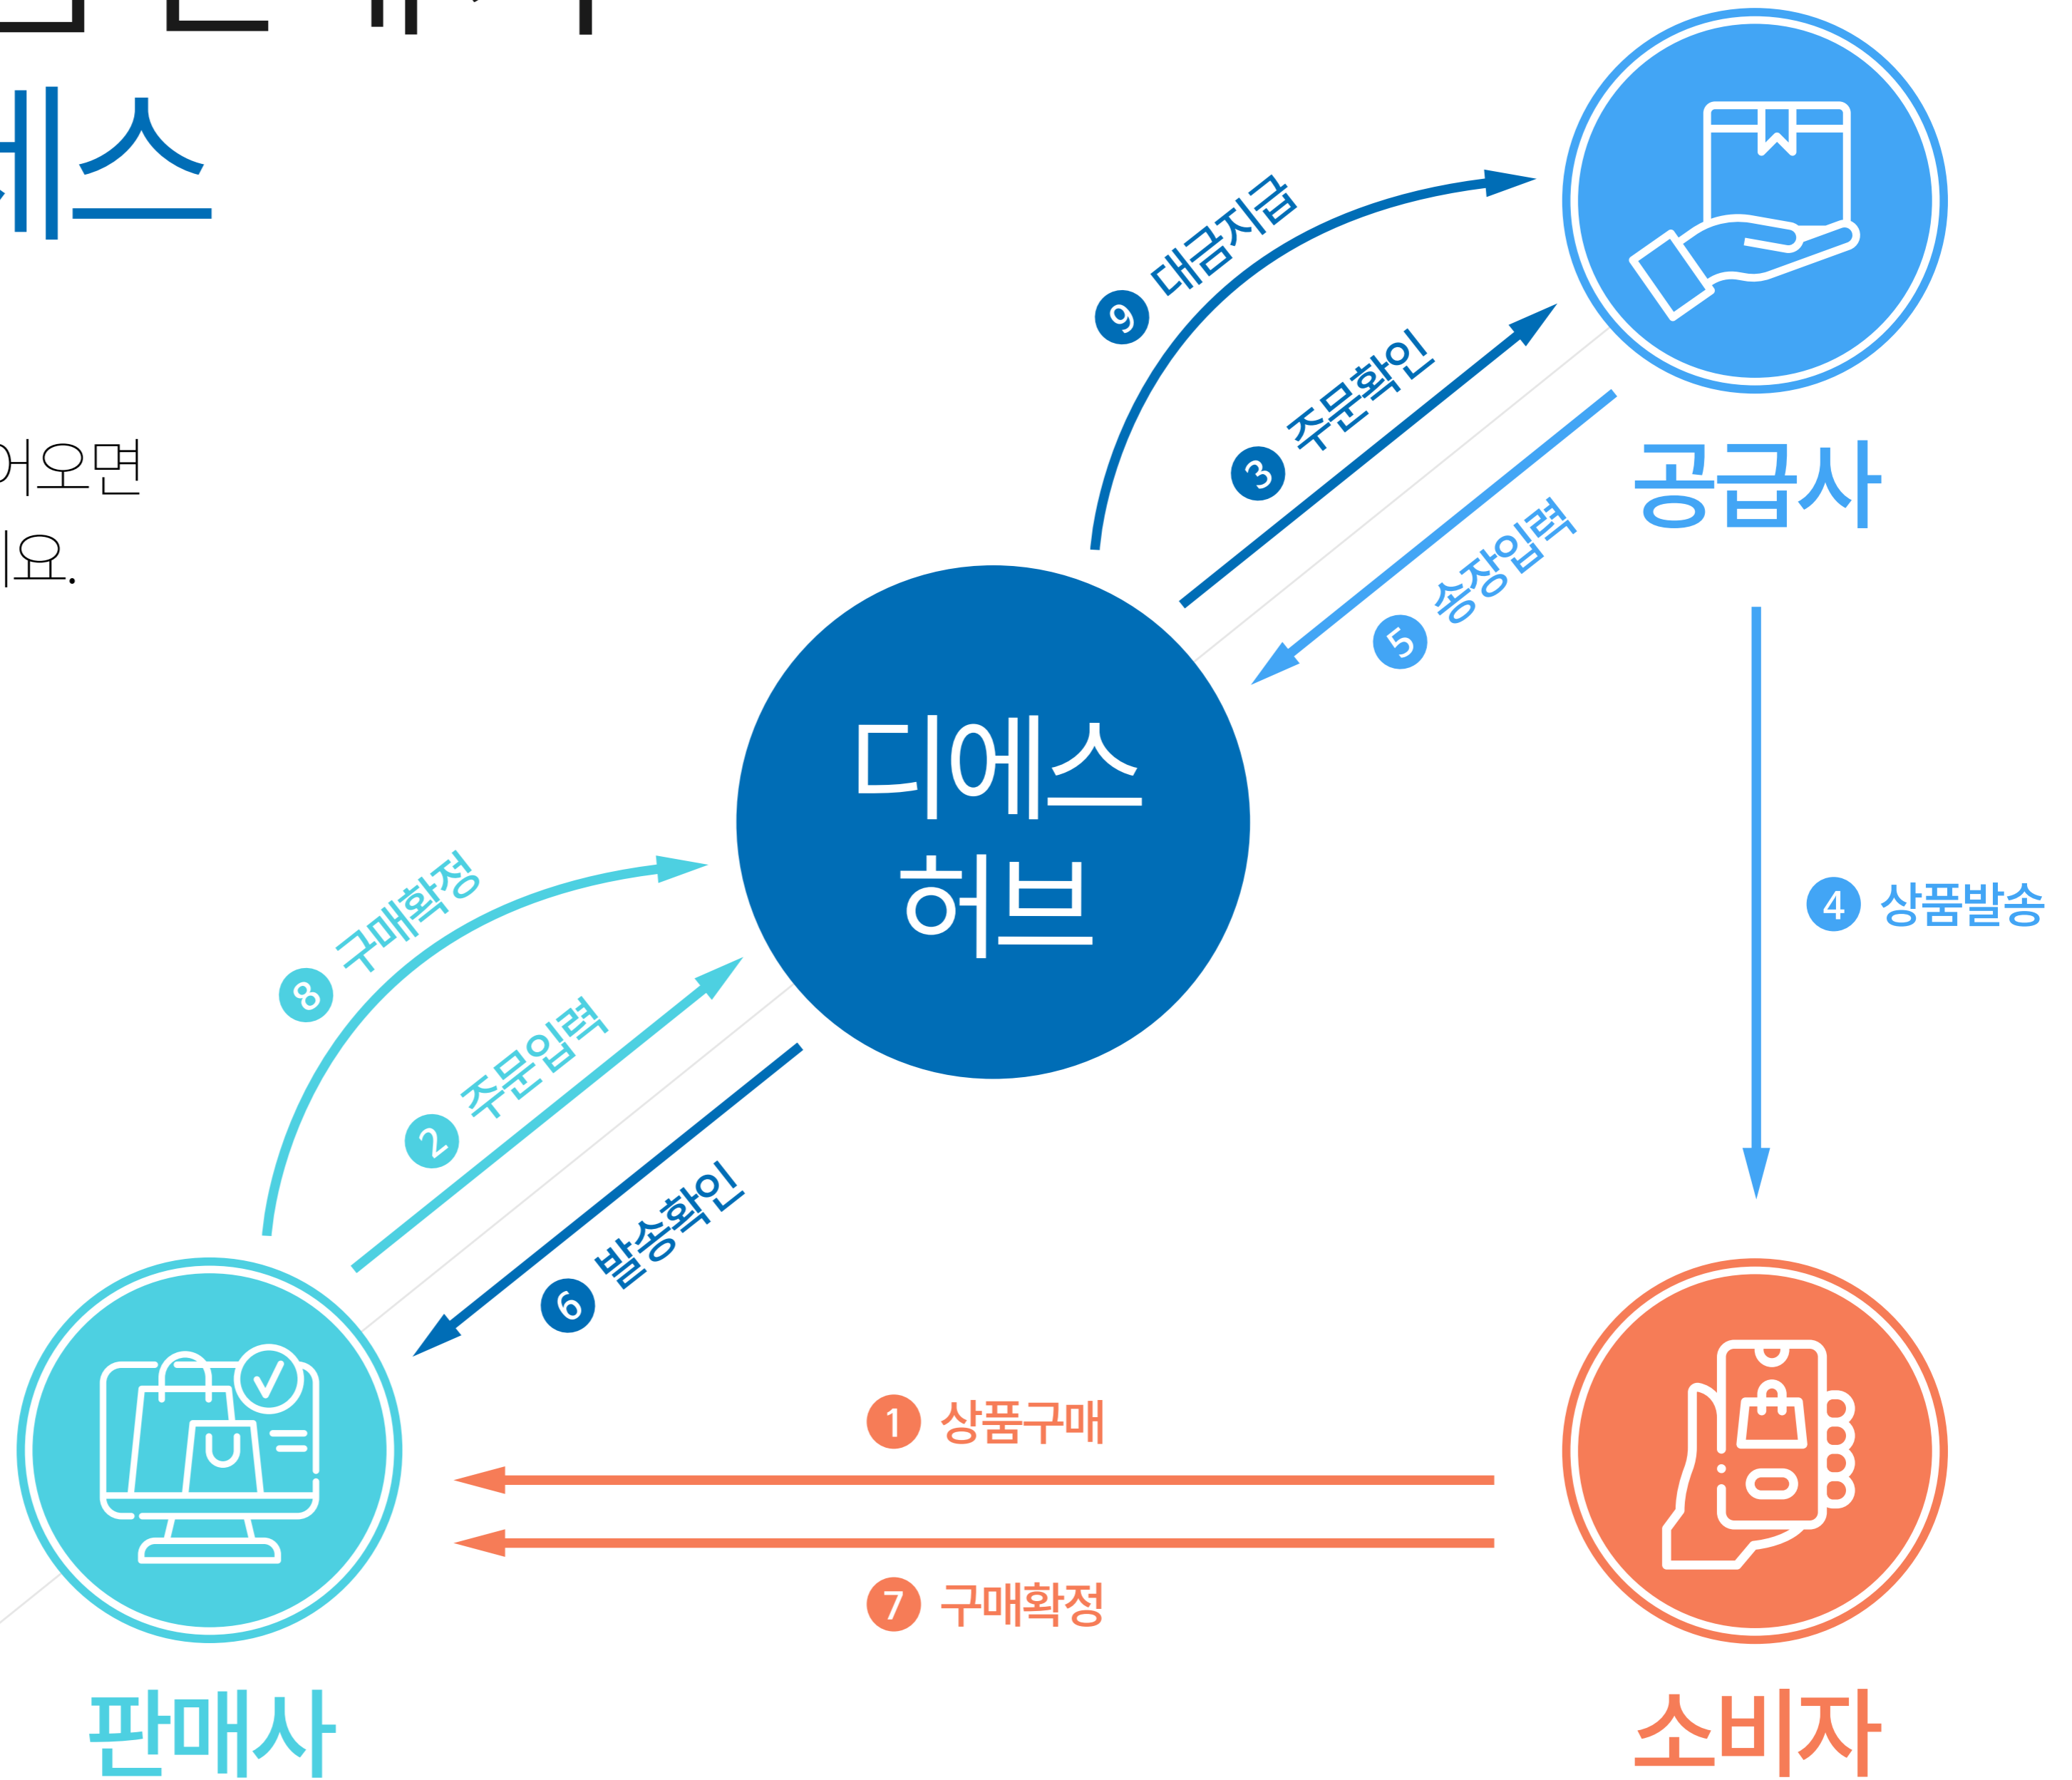 스
오면
요.
9 대금지급
3 주문확인
공급사
5 송장입력
디에스
허브
4 상품발송
8 구매확정
2 주문입력
6 발송확인
1 상품구매
7 구매확정
판매사
소비자